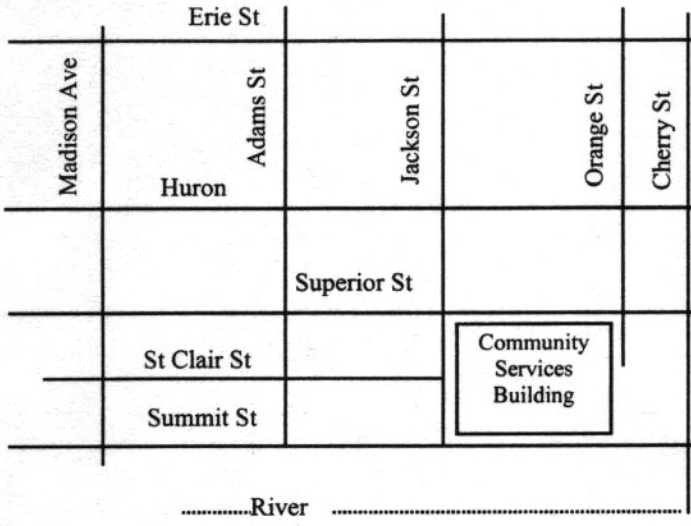 Erie St
Madison Ave
Adams St
Jackson St
Orange St
Cherry St
Huron
Superior St
St Clair St
Community
Services
Building
Summit St
River